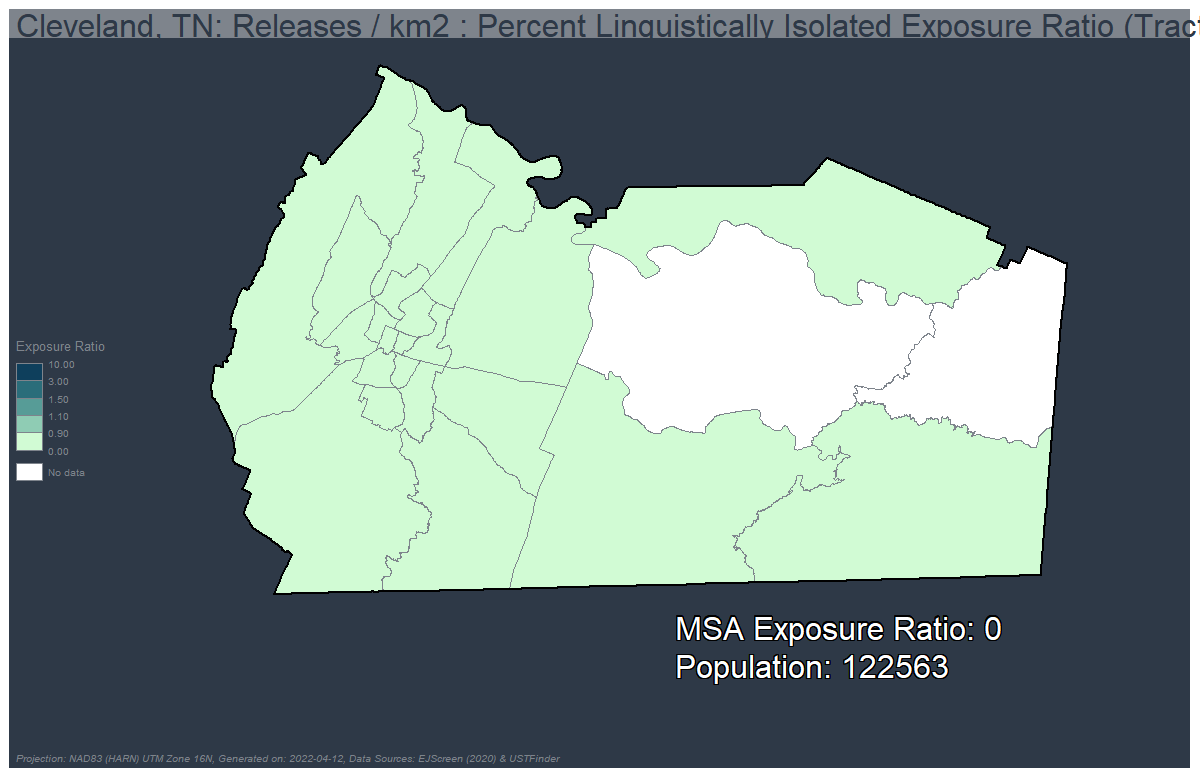 Cleveland, TN: Releases / km2 : Percent Linguistically Isolated Exposure Ratio (Tract
Exposure Ratio
10.00
3.00
1.50
1.10
0.90
0.00
No data
MSA Exposure Ratio: 0
Population: 122563
Projection: NAD83 (HARN) UTM Zone 16N, Generated on: 2022-04-12, Data Sources: EJScreen (2020) & USTFinder